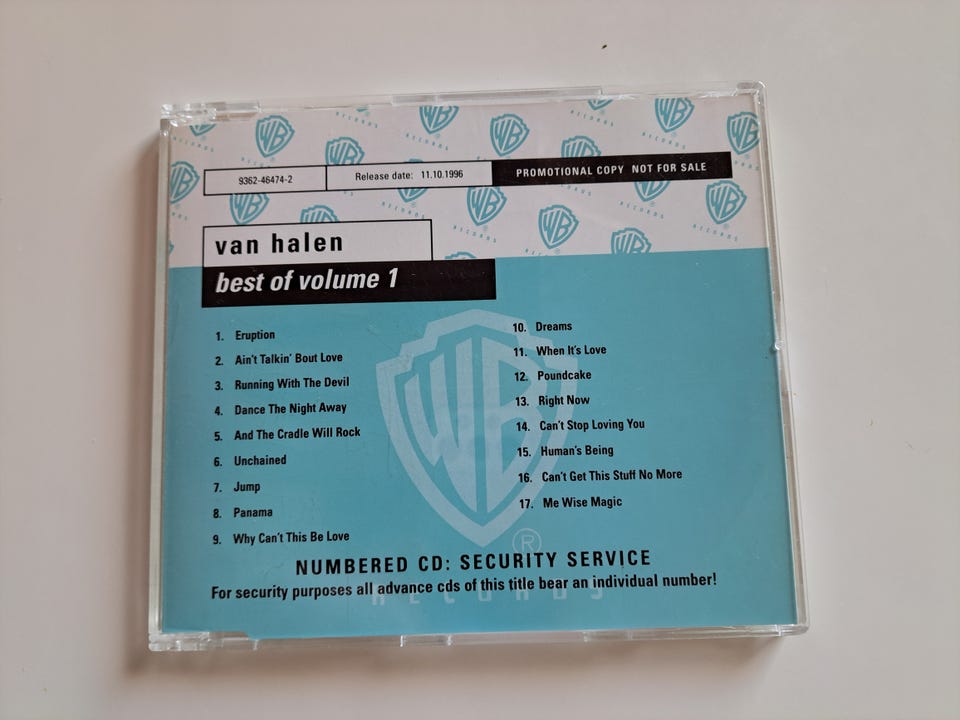 9362-46474-2
Release date: 11.10.1996
PROMOTIONAL COPY NOT FOR SALE
van halen
best of volume 1
1. Eruption
2. Ain't Talkin' Bout Love
3. Running With The Devil
4. Dance The Night Away
5. And The Cradle Will Rock
6. Unchained
7. Jump
8. Panama
9. Why Can't This Be Love
10. Dreams
11. When It's Love
12. Poundcake
13. Right Now
14. Can't Stop Loving You
15. Human's Being
16. Can't Get This Stuff No More
17. Me Wise Magic
WB
®
NUMBERED CD: SECURITY SERVICE
For security purposes all advance cds of this title bear an individual number!
RECORDS